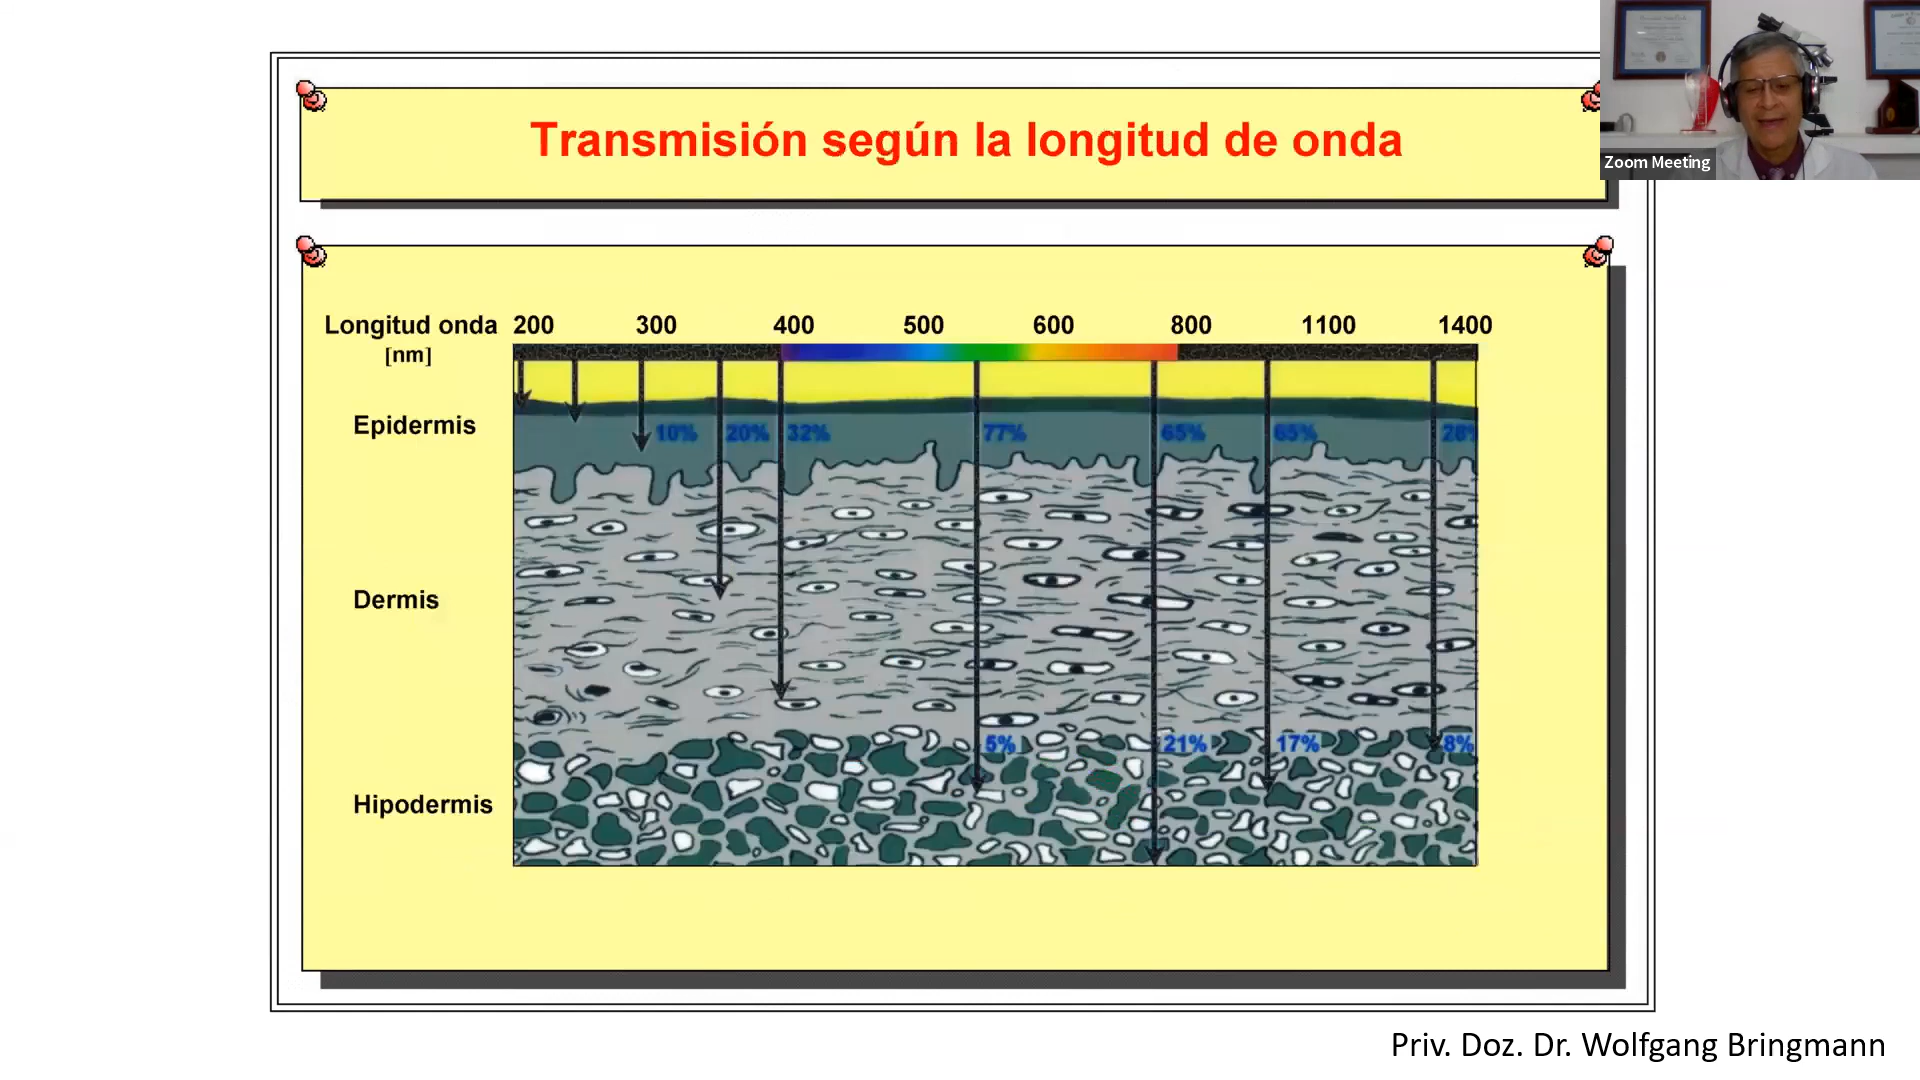 Transmisión según la longitud de onda
Zoom Meeting
Longitud onda 200 300 400 500 600 800 1100 1400
[nm]
Epidermis 10% 20% 32% 77% 65% 65% 28%
Dermis
5% 21% 17% 8%
Hipodermis
Priv. Doz. Dr. Wolfgang Bringmann